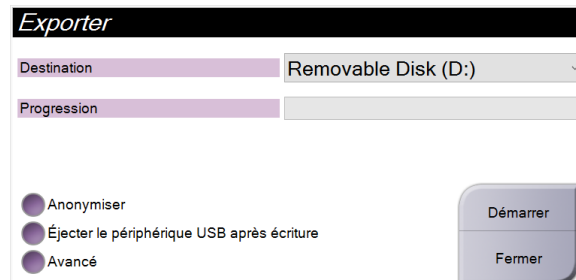 Exporter
Destination
Removable Disk (D:)
Progression
Anonymiser
Éjecter le périphérique USB après écriture
Avancé
Démarrer
Fermer